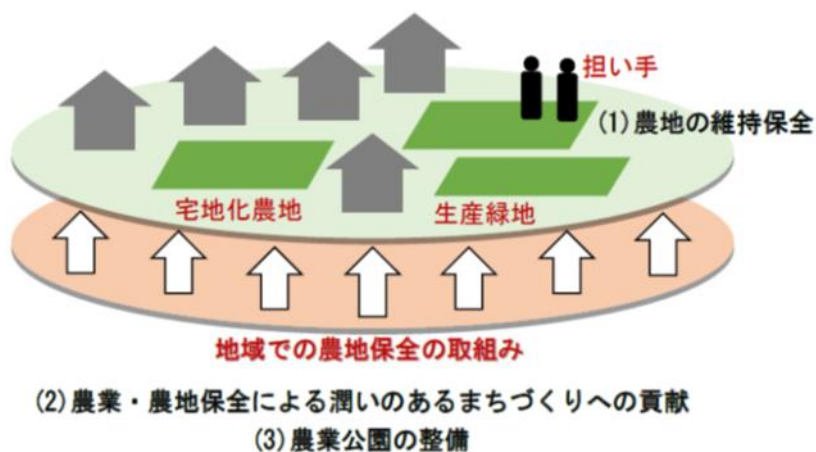 担い手
(1)農地の維持保全
宅地化農地
生産緑地
地域での農地保全の取組み
(2)農業・農地保全による潤いのあるまちづくりへの貢献
(3)農業公園の整備